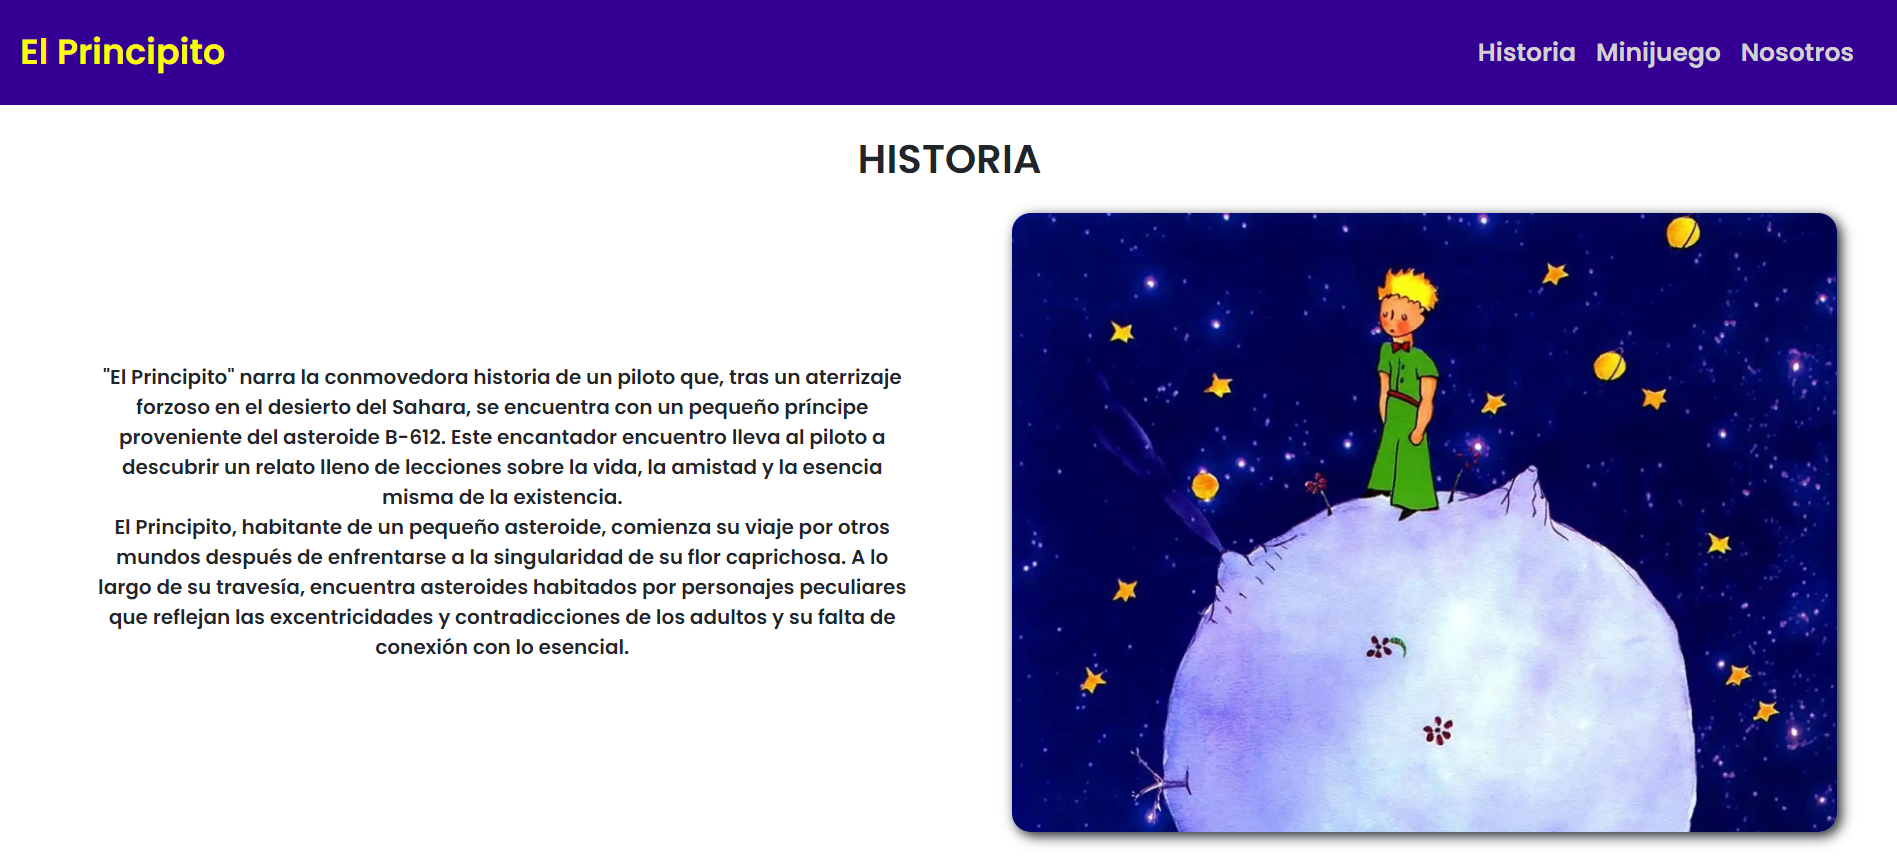 El Principito
Historia Minijuego Nosotros
HISTORIA
"El Principito" narra la conmovedora historia de un piloto que, tras un aterrizaje
forzoso en el desierto del Sahara, se encuentra con un pequeño príncipe
proveniente del asteroide B-612. Este encantador encuentro lleva al piloto a
descubrir un relato lleno de lecciones sobre la vida, la amistad y la esencia
misma de la existencia.
El Principito, habitante de un pequeño asteroide, comienza su viaje por otros
mundos después de enfrentarse a la singularidad de su flor caprichosa. A lo
largo de su travesía, encuentra asteroides habitados por personajes peculiares
que reflejan las excentricidades y contradicciones de los adultos y su falta de
conexión con lo esencial.